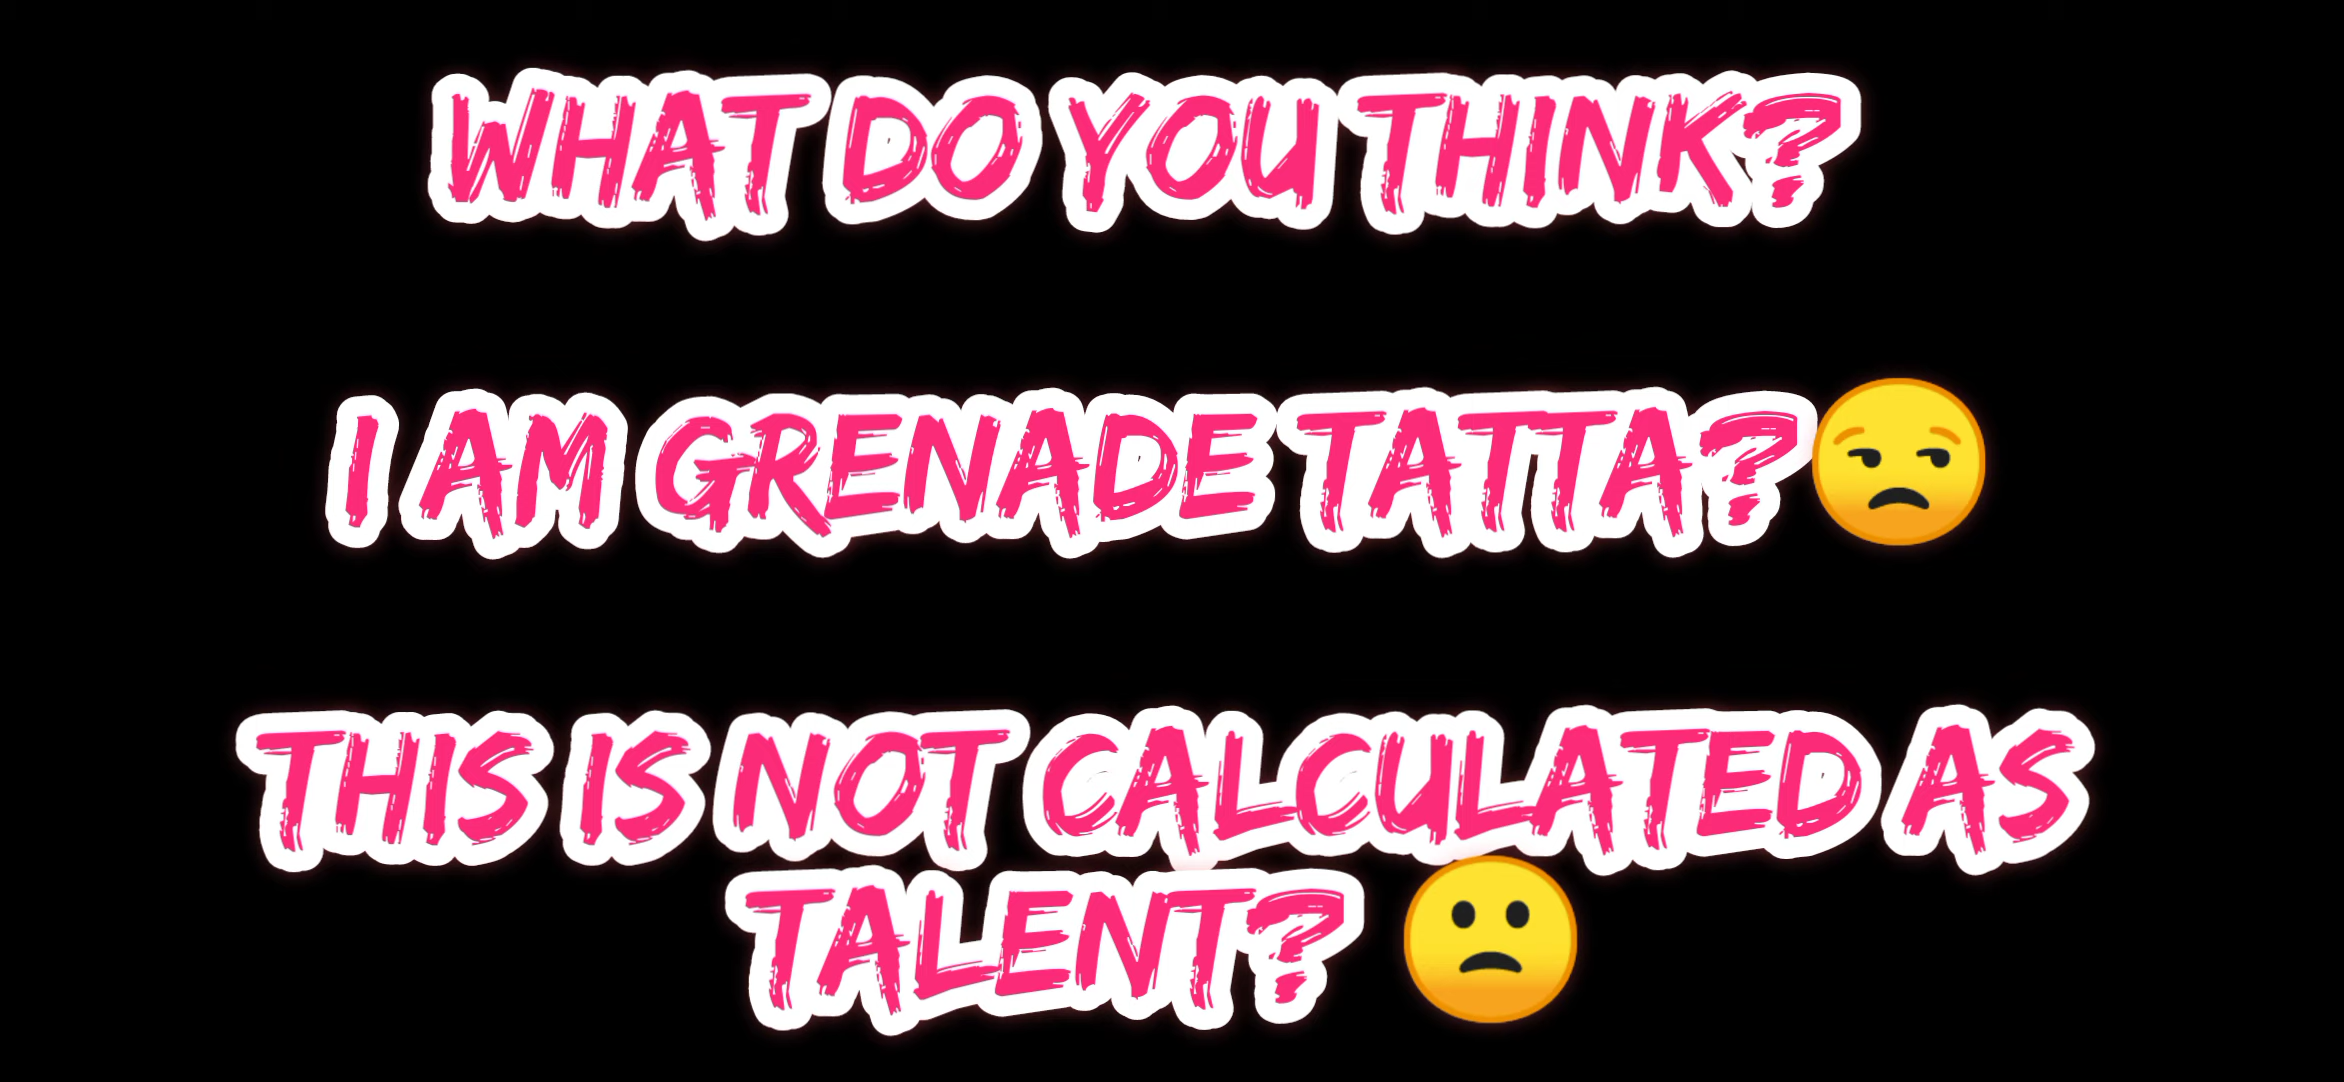 WHAT DO YOU THINK?
I AM GRENADE TATTA?😒
THIS IS NOT CALCULATED AS
TALENT? 🙁